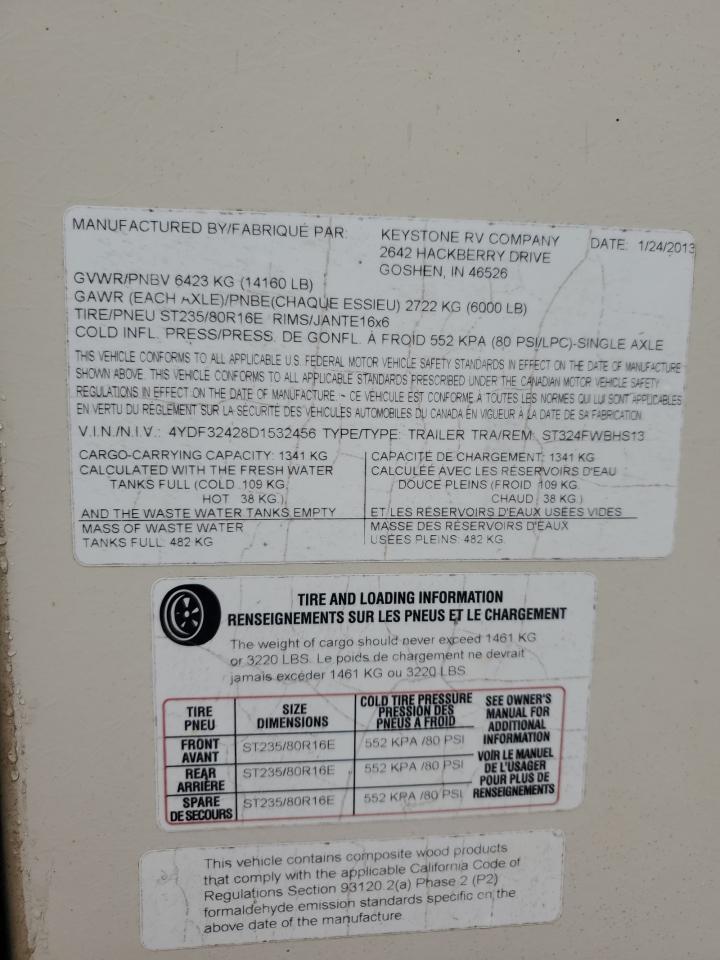 MANUFACTURED BY/FABRIQUÉ PAR: KEYSTONE RV COMPANY DATE: 1/24/2013
2642 HACKBERRY DRIVE
GOSHEN, IN 46526
GVWR/PNBV 6423 KG (14160 LB)
GAWR (EACH AXLE)/PNBE(CHAQUE ESSIEU) 2722 KG (6000 LB)
TIRE/PNEU ST235/80R16E RIMS/JANTE16x6
COLD INFL. PRESS/PRESS. DE GONFL. À FROID 552 KPA (80 PSI/LPC)-SINGLE AXLE
THIS VEHICLE CONFORMS TO ALL APPLICABLE U.S. FEDERAL MOTOR VEHICLE SAFETY STANDARDS IN EFFECT ON THE DATE OF MANUFACTURE
SHOWN ABOVE. THIS VEHICLE CONFORMS TO ALL APPLICABLE STANDARDS PRESCRIBED UNDER THE CANADIAN MOTOR VEHICLE SAFETY
REGULATIONS IN EFFECT ON THE DATE OF MANUFACTURE. - CE VÉHICULE EST CONFORME À TOUTES LES NORMES QUI LUI SONT APPLICABLES
EN VERTU DU RÈGLEMENT SUR LA SÉCURITÉ DES VÉHICULES AUTOMOBILES DU CANADA EN VIGUEUR À LA DATE DE SA FABRICATION
V.I.N./N.I.V.: 4YDF32428D1532456 TYPE/TYPE: TRAILER TRA/REM: ST324FWBHS13
CARGO-CARRYING CAPACITY: 1341 KG
CALCULATED WITH THE FRESH WATER
TANKS FULL (COLD 109 KG.
HOT 38 KG.)
AND THE WASTE WATER TANKS EMPTY
MASS OF WASTE WATER
TANKS FULL: 482 KG
CAPACITÉ DE CHARGEMENT: 1341 KG
CALCULÉE AVEC LES RÉSERVOIRS D'EAU
DOUCE PLEINS (FROID 109 KG.
CHAUD 38 KG.)
ET LES RÉSERVOIRS D'EAUX USÉES VIDES
MASSE DES RÉSERVOIRS D'EAUX
USÉES PLEINS: 482 KG.
TIRE AND LOADING INFORMATION
RENSEIGNEMENTS SUR LES PNEUS ET LE CHARGEMENT
The weight of cargo should never exceed 1461 KG
or 3220 LBS. Le poids de chargement ne devrait
jamais excéder 1461 KG ou 3220 LBS
TIRE
PNEU
SIZE
DIMENSIONS
COLD TIRE PRESSURE
PRESSION DES
PNEUS À FROID
FRONT
AVANT
ST235/80R16E 552 KPA /80 PSI
REAR
ARRIÈRE
ST235/80R16E 552 KPA /80 PSI
SPARE
DE SECOURS
ST235/80R16E 552 KPA /80 PSI
SEE OWNER'S
MANUAL FOR
ADDITIONAL
INFORMATION
VOIR LE MANUEL
DE L'USAGER
POUR PLUS DE
RENSEIGNEMENTS
This vehicle contains composite wood products
that comply with the applicable California Code of
Regulations Section 93120.2(a) Phase 2 (P2)
formaldehyde emission standards specific on the
above date of the manufacture.